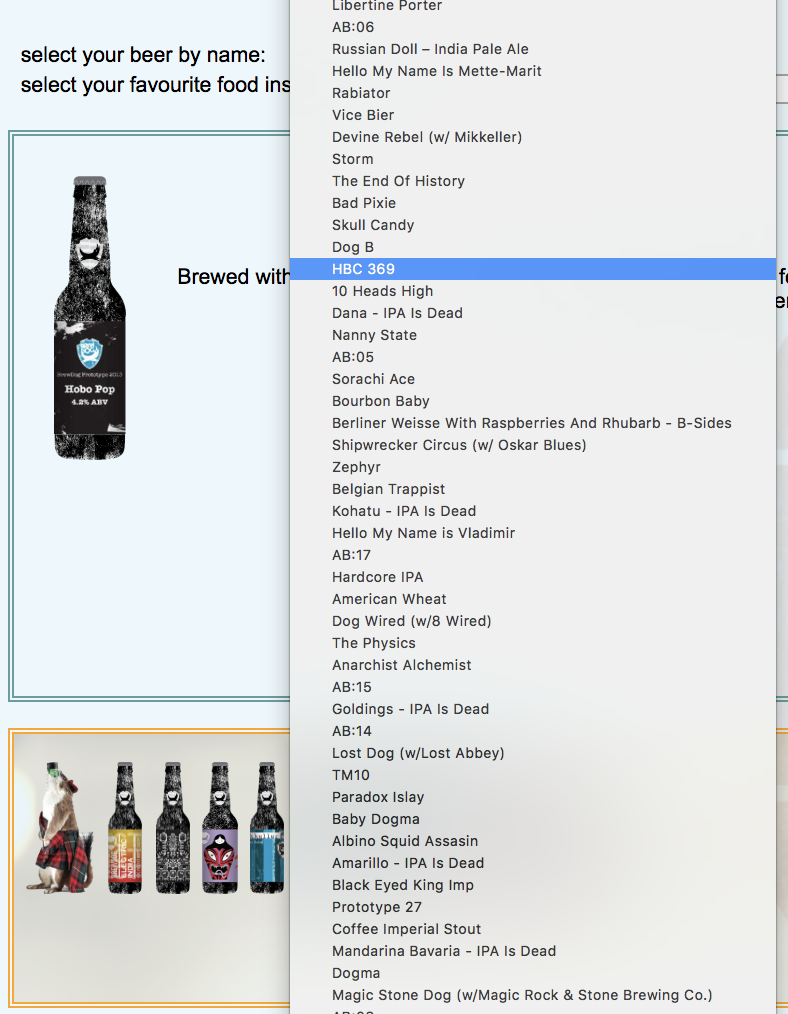 select your beer by name:
select your favourite food ins
Brewed with
BrewDog Prototype 2013
Hobo Pop
4.2% ABV
ELECTRIC
INDIA
Libertine Porter
AB:06
Russian Doll – India Pale Ale
Hello My Name Is Mette-Marit
Rabiator
Vice Bier
Devine Rebel (w/ Mikkeller)
Storm
The End Of History
Bad Pixie
Skull Candy
Dog B
HBC 369
10 Heads High
Dana - IPA Is Dead
Nanny State
AB:05
Sorachi Ace
Bourbon Baby
Berliner Weisse With Raspberries And Rhubarb - B-Sides
Shipwrecker Circus (w/ Oskar Blues)
Zephyr
Belgian Trappist
Kohatu - IPA Is Dead
Hello My Name is Vladimir
AB:17
Hardcore IPA
American Wheat
Dog Wired (w/8 Wired)
The Physics
Anarchist Alchemist
AB:15
Goldings - IPA Is Dead
AB:14
Lost Dog (w/Lost Abbey)
TM10
Paradox Islay
Baby Dogma
Albino Squid Assasin
Amarillo - IPA Is Dead
Black Eyed King Imp
Prototype 27
Coffee Imperial Stout
Mandarina Bavaria - IPA Is Dead
Dogma
Magic Stone Dog (w/Magic Rock & Stone Brewing Co.)